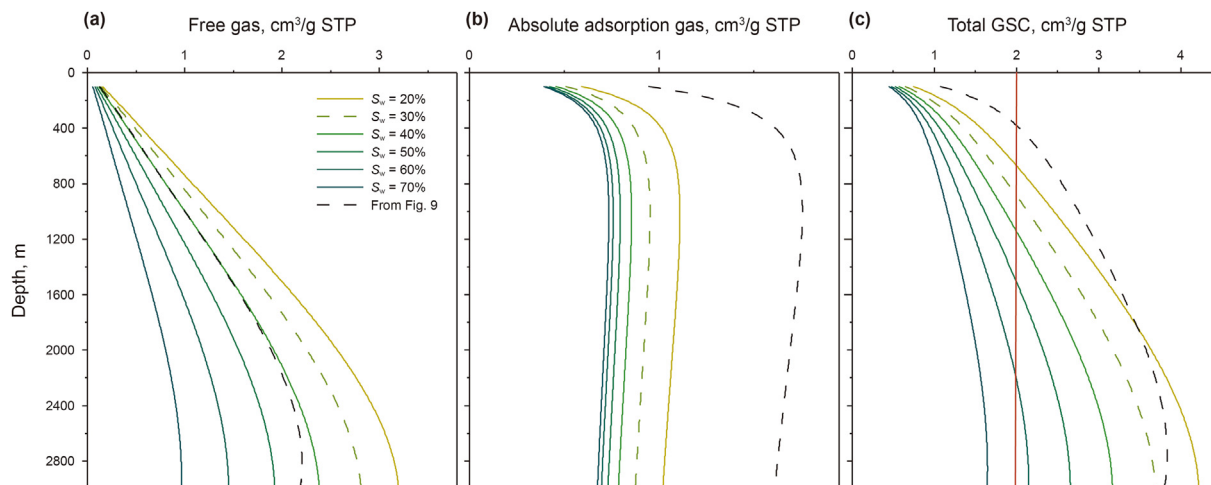 (a) Free gas, cm³/g STP
0 1 2 3
(b) Absolute adsorption gas, cm³/g STP
0 1
(c) Total GSC, cm³/g STP
0 1 2 3 4
Depth, m
0
400
800
1200
1600
2000
2400
2800
Sw = 20%
Sw = 30%
Sw = 40%
Sw = 50%
Sw = 60%
Sw = 70%
From Fig. 9